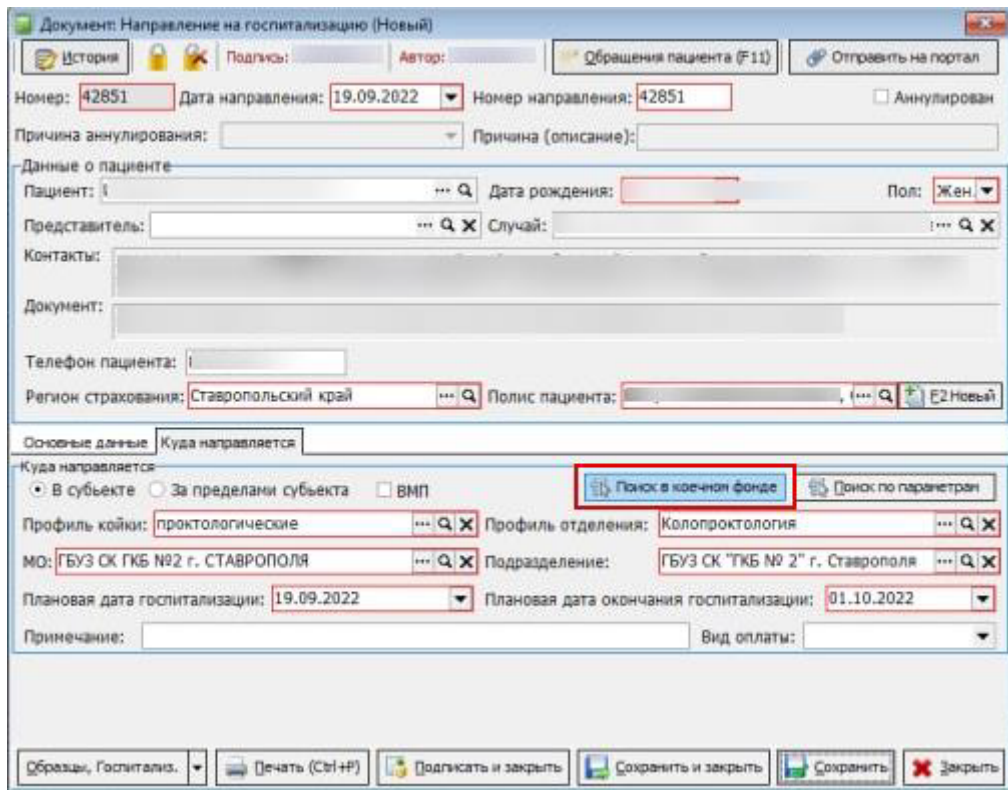 Документ: Направление на госпитализацию (Новый)
История Подпись: Автор: Обращения пациента (F11) Отправить на портал
Номер: 42851 Дата направления: 19.09.2022 Номер направления: 42851 Аннулирован
Причина аннулирования: Причина (описание):
Данные о пациенте
Пациент: ... Дата рождения: Пол: Жен.
Представитель: ... Случай: ...
Контакты:
Документ:
Телефон пациента:
Регион страхования: Ставропольский край ... Полис пациента: , ... F2 Новый
Основные данные Куда направляется
Куда направляется
В субъекте За пределами субъекта ВМП Поиск в коечном фонде Поиск по параметрам
Профиль койки: проктологические ... Профиль отделения: Колопроктология ...
МО: ГБУЗ СК ГКБ №2 г. СТАВРОПОЛЯ ... Подразделение: ГБУЗ СК "ГКБ № 2" г. Ставрополя ...
Плановая дата госпитализации: 19.09.2022 Плановая дата окончания госпитализации: 01.10.2022
Примечание: Вид оплаты:
Образцы, Госпитализ. Печать (Ctrl+P) Подписать и закрыть Сохранить и закрыть Сохранить Закрыть